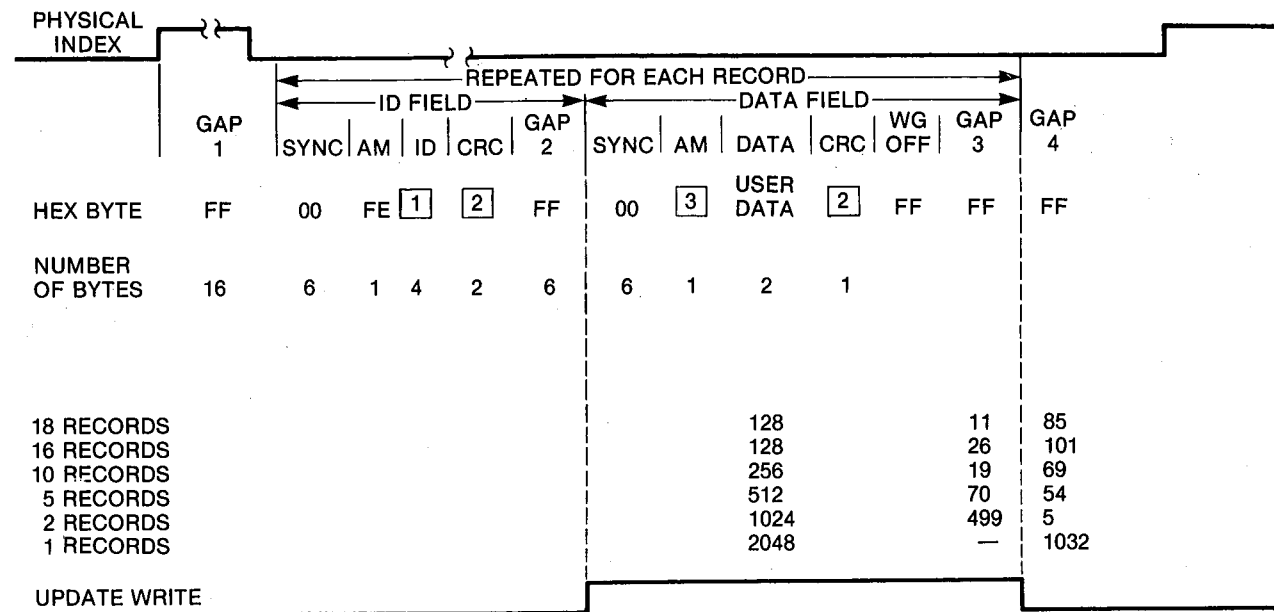 PHYSICAL
INDEX
REPEATED FOR EACH RECORD
ID FIELD DATA FIELD
GAP 1 SYNC AM ID CRC GAP 2 SYNC AM DATA CRC WG OFF GAP 3 GAP 4
HEX BYTE FF 00 FE 1 2 FF 00 3 USER DATA 2 FF FF FF
NUMBER
OF BYTES 16 6 1 4 2 6 6 1 2 1
18 RECORDS 128 11 85
16 RECORDS 128 26 101
10 RECORDS 256 19 69
5 RECORDS 512 70 54
2 RECORDS 1024 499 5
1 RECORDS 2048 — 1032
UPDATE WRITE